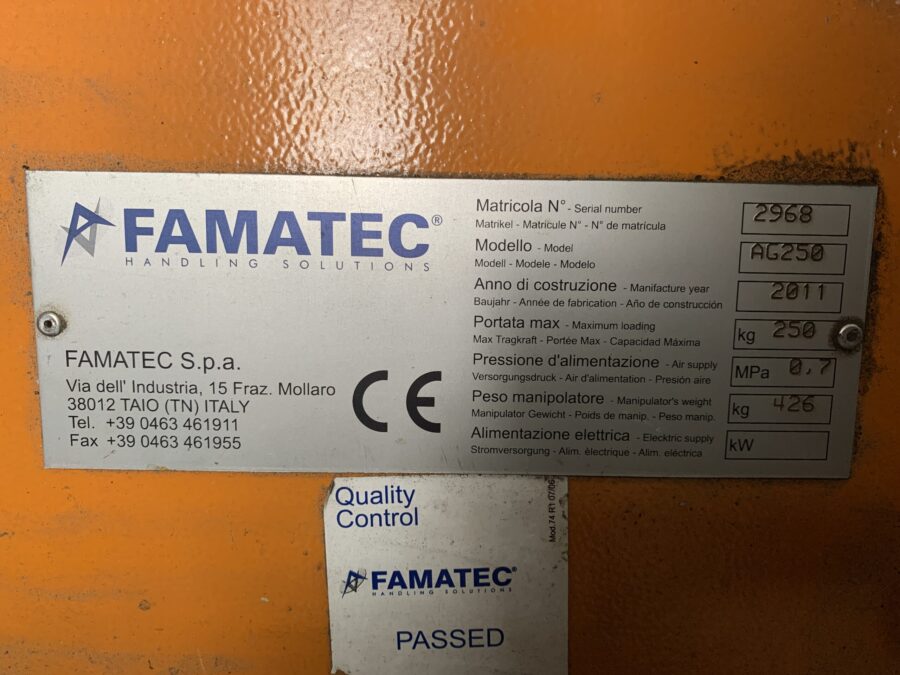 FAMATEC®
HANDLING SOLUTIONS
FAMATEC S.p.a.
Via dell' Industria, 15 Fraz. Mollaro
38012 TAIO (TN) ITALY
Tel. +39 0463 461911
Fax +39 0463 461955
CE
Matricola N° - Serial number 2968
Matrikel - Matricule N° - N° de matrícula
Modello - Model AG250
Modell - Modele - Modelo
Anno di costruzione - Manifacture year 2011
Baujahr - Année de fabrication - Año de construcción
Portata max - Maximum loading kg 250
Max Tragkraft - Portée Max - Capacidad Máxima
Pressione d'alimentazione - Air supply MPa 0,7
Versorgungsdruck - Air d'alimentation - Presión aire
Peso manipolatore - Manipulator's weight kg 426
Manipulator Gewicht - Poids de manip. - Peso manip.
Alimentazione elettrica - Elecktric supply kW
Stromversorgung - Alim. èlectrique - Alim. eléctrica
Quality
Control
Mod.74 R1 07/06
FAMATEC®
HANDLING SOLUTIONS
PASSED